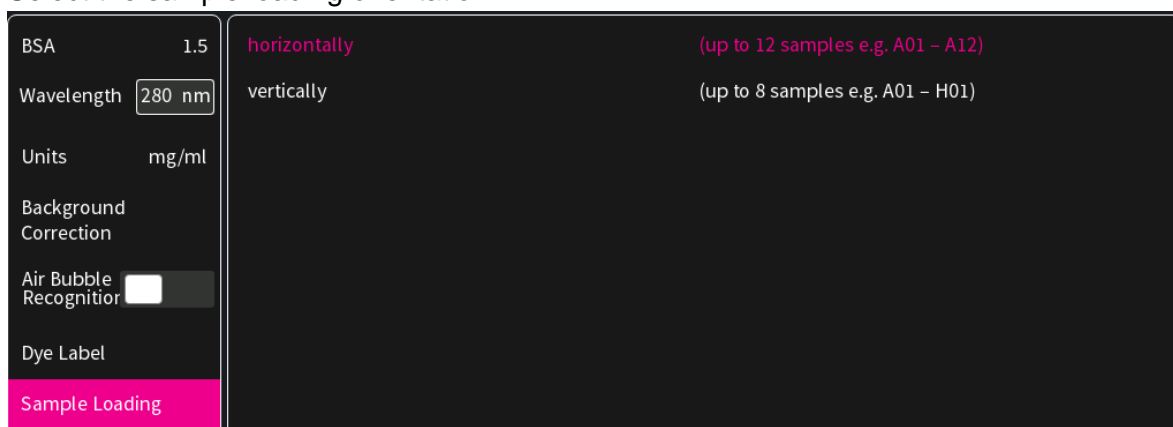 BSA 1.5
Wavelength 280 nm
Units mg/ml
Background
Correction
Air Bubble
Recognition
Dye Label
Sample Loading
horizontally (up to 12 samples e.g. A01 – A12)
vertically (up to 8 samples e.g. A01 – H01)